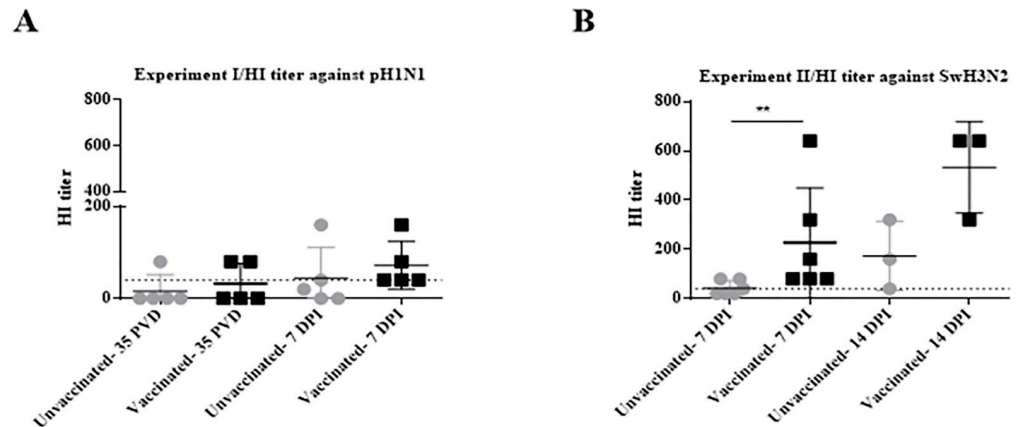 A
B
Experiment I/HI titer against pH1N1
Experiment II/HI titer against SwH3N2
HI titer
800
600
400
200
0
Unvaccinated- 35 PVD
Vaccinated- 35 PVD
Unvaccinated- 7 DPI
Vaccinated- 7 DPI
HI titer
800
600
400
200
0
**
Unvaccinated- 7 DPI
Vaccinated- 7 DPI
Unvaccinated- 14 DPI
Vaccinated- 14 DPI